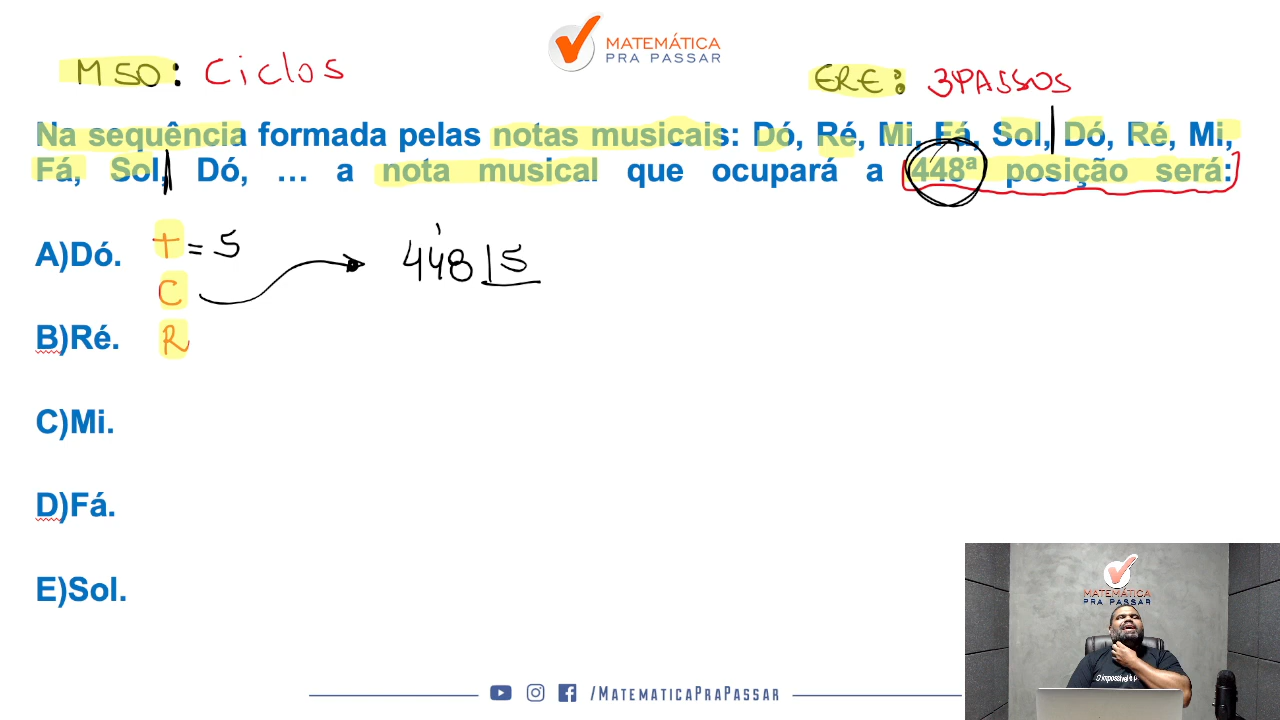 MATEMÁTICA
PRA PASSAR
MSO: Ciclos
ERE: 3 PASSOS
Na sequência formada pelas notas musicais: Dó, Ré, Mi, Fá, Sol, Dó, Ré, Mi,
Fá, Sol, Dó, ... a nota musical que ocupará a 448ª posição será:
A)Dó.
T = 5
C
448 5
B)Ré.
R
C)Mi.
D)Fá.
E)Sol.
MATEMÁTICA
PRA PASSAR
/MATEMATICAPRAPASSAR